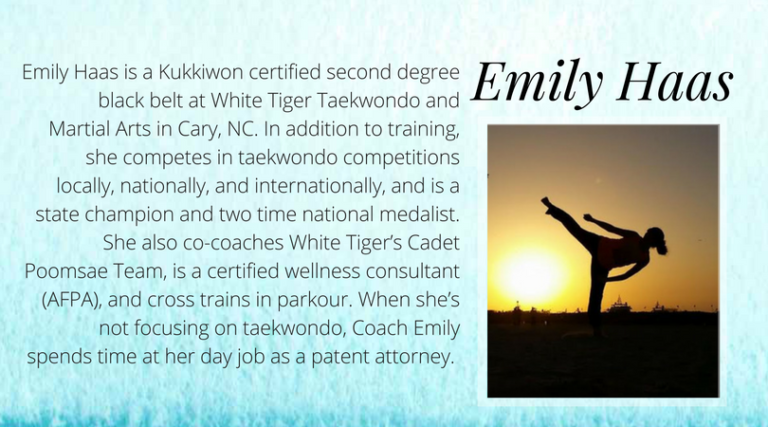 Emily Haas
Emily Haas is a Kukkiwon certified second degree
black belt at White Tiger Taekwondo and
Martial Arts in Cary, NC. In addition to training,
she competes in taekwondo competitions
locally, nationally, and internationally, and is a
state champion and two time national medalist.
She also co-coaches White Tiger’s Cadet
Poomsae Team, is a certified wellness consultant
(AFPA), and cross trains in parkour. When she’s
not focusing on taekwondo, Coach Emily
spends time at her day job as a patent attorney.